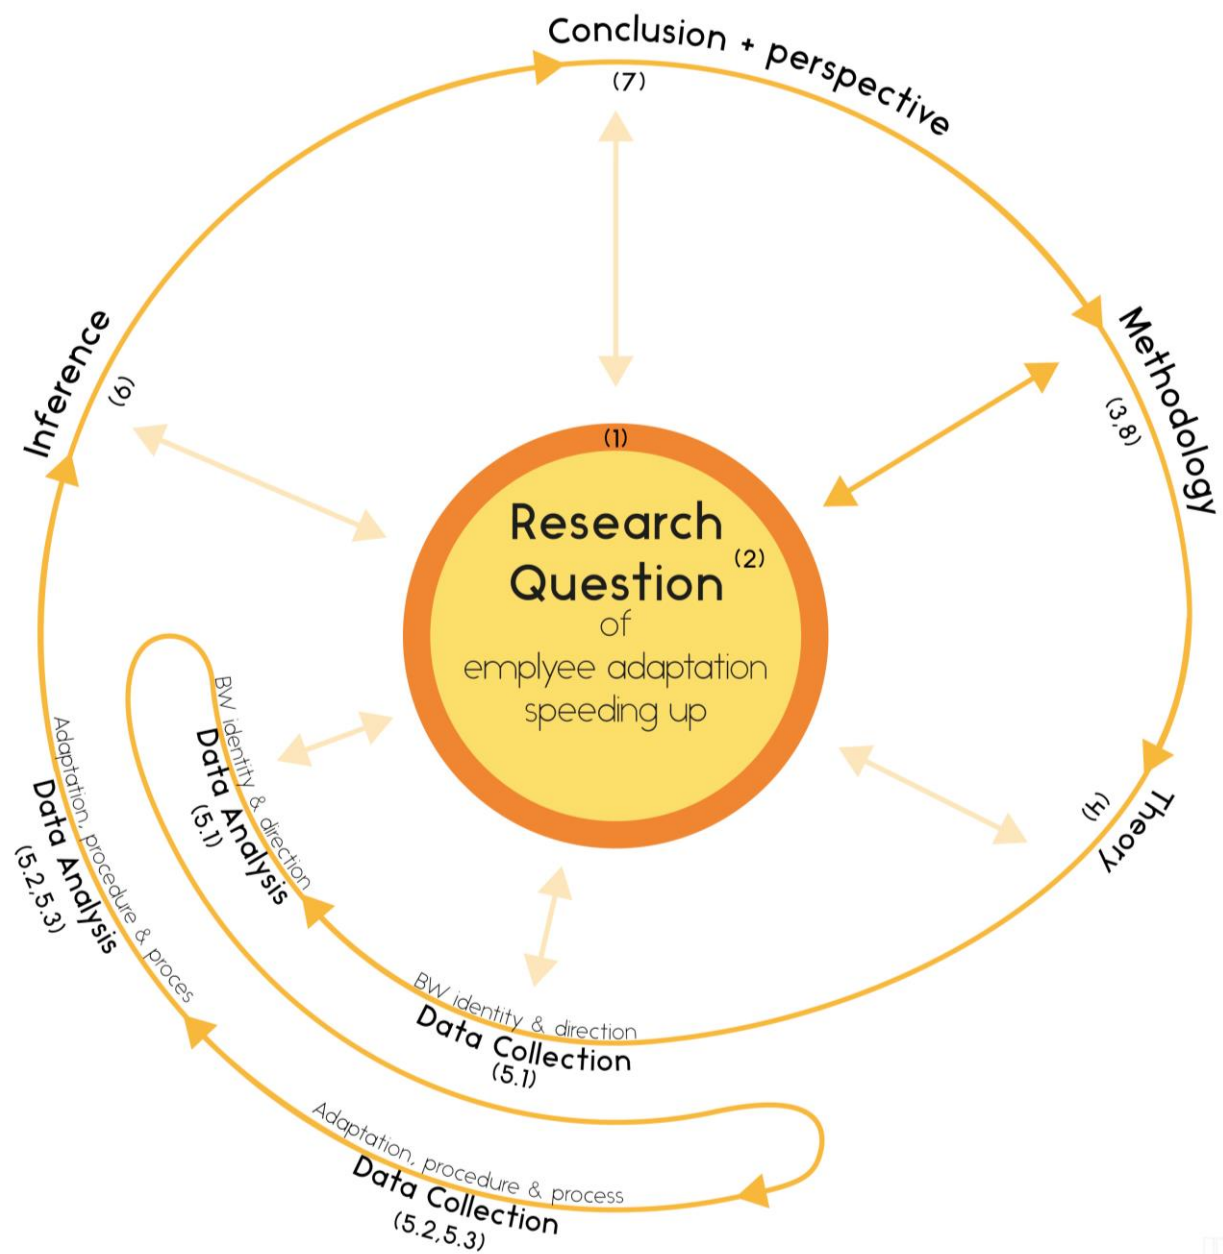 Conclusion + perspective
(7)
Methodology
(3,8)
Theory
(4)
BW identity & direction
Data Collection
(5.1)
BW identity & direction
Data Analysis
(5.1)
Adaptation, procedure & process
Data Collection
(5.2,5.3)
Adaptation, procedure & proces
Data Analysis
(5.2,5.3)
Inference
(6)
(1)
Research
Question (2)
of
emplyee adaptation
speeding up